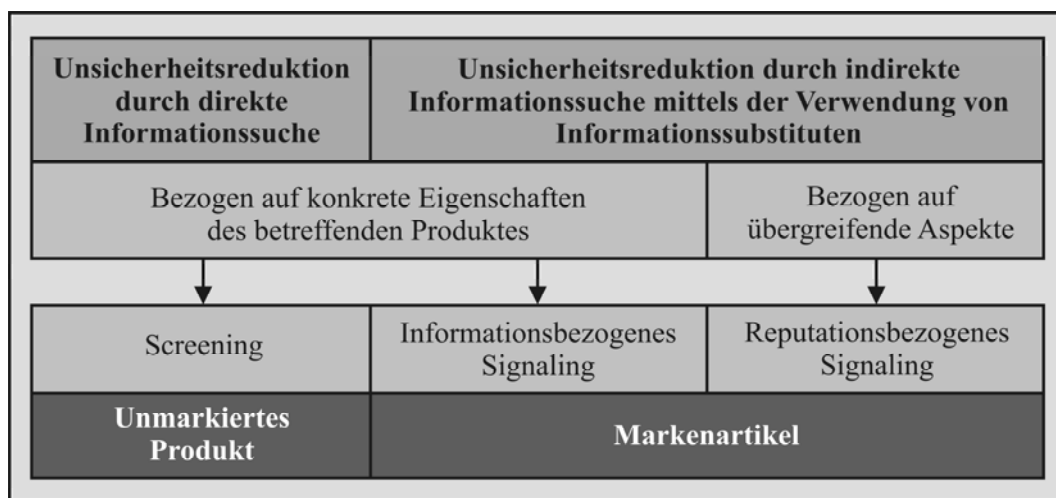 Unsicherheitsreduktion
durch direkte
Informationssuche
Unsicherheitsreduktion durch indirekte
Informationssuche mittels der Verwendung von
Informationssubstituten
Bezogen auf konkrete Eigenschaften
des betreffenden Produktes
Bezogen auf
übergreifende Aspekte
Screening
Informationsbezogenes
Signaling
Reputationsbezogenes
Signaling
Unmarkiertes
Produkt
Markenartikel